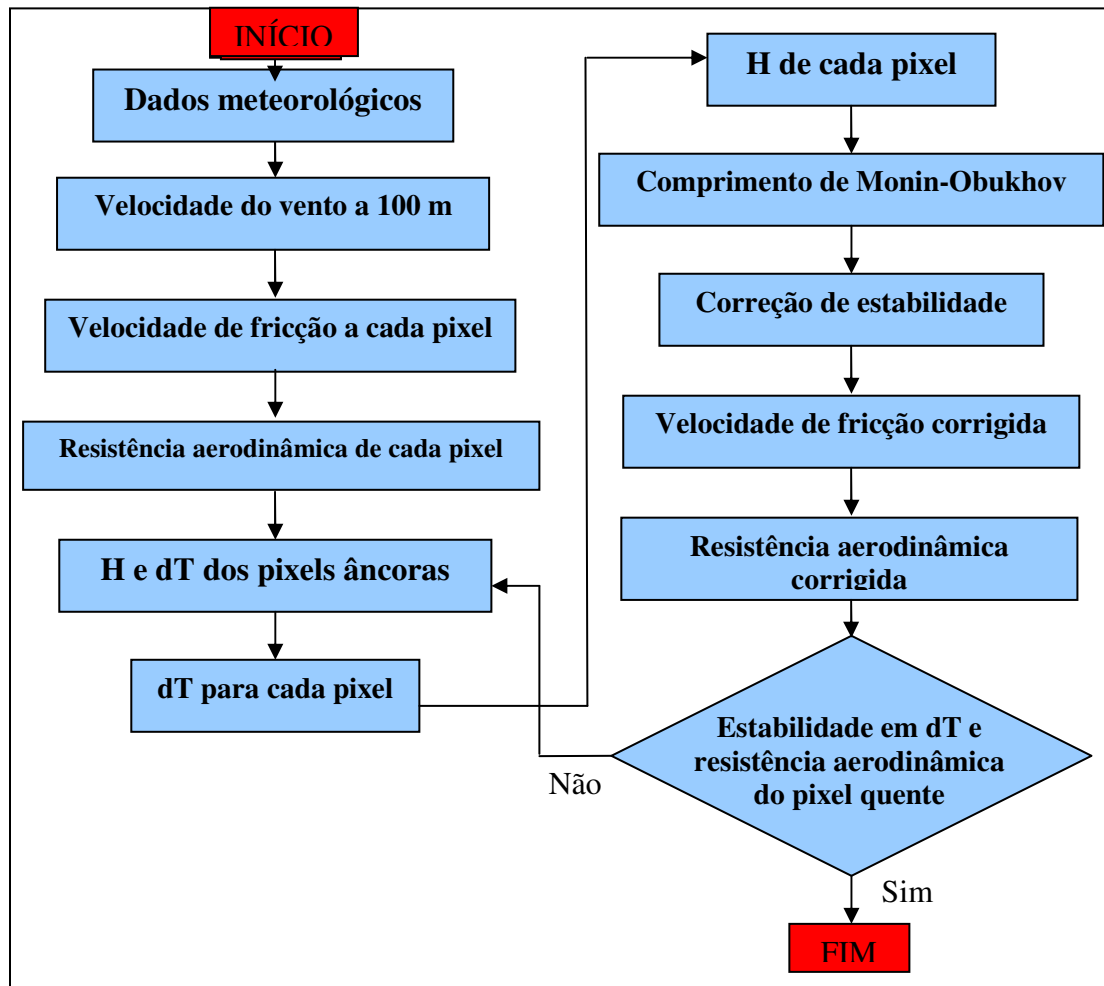 INÍCIO
Dados meteorológicos
Velocidade do vento a 100 m
Velocidade de fricção a cada pixel
Resistência aerodinâmica de cada pixel
H e dT dos pixels âncoras
dT para cada pixel
H de cada pixel
Comprimento de Monin-Obukhov
Correção de estabilidade
Velocidade de fricção corrigida
Resistência aerodinâmica
corrigida
Estabilidade em dT e
resistência aerodinâmica
do pixel quente
Não
Sim
FIM